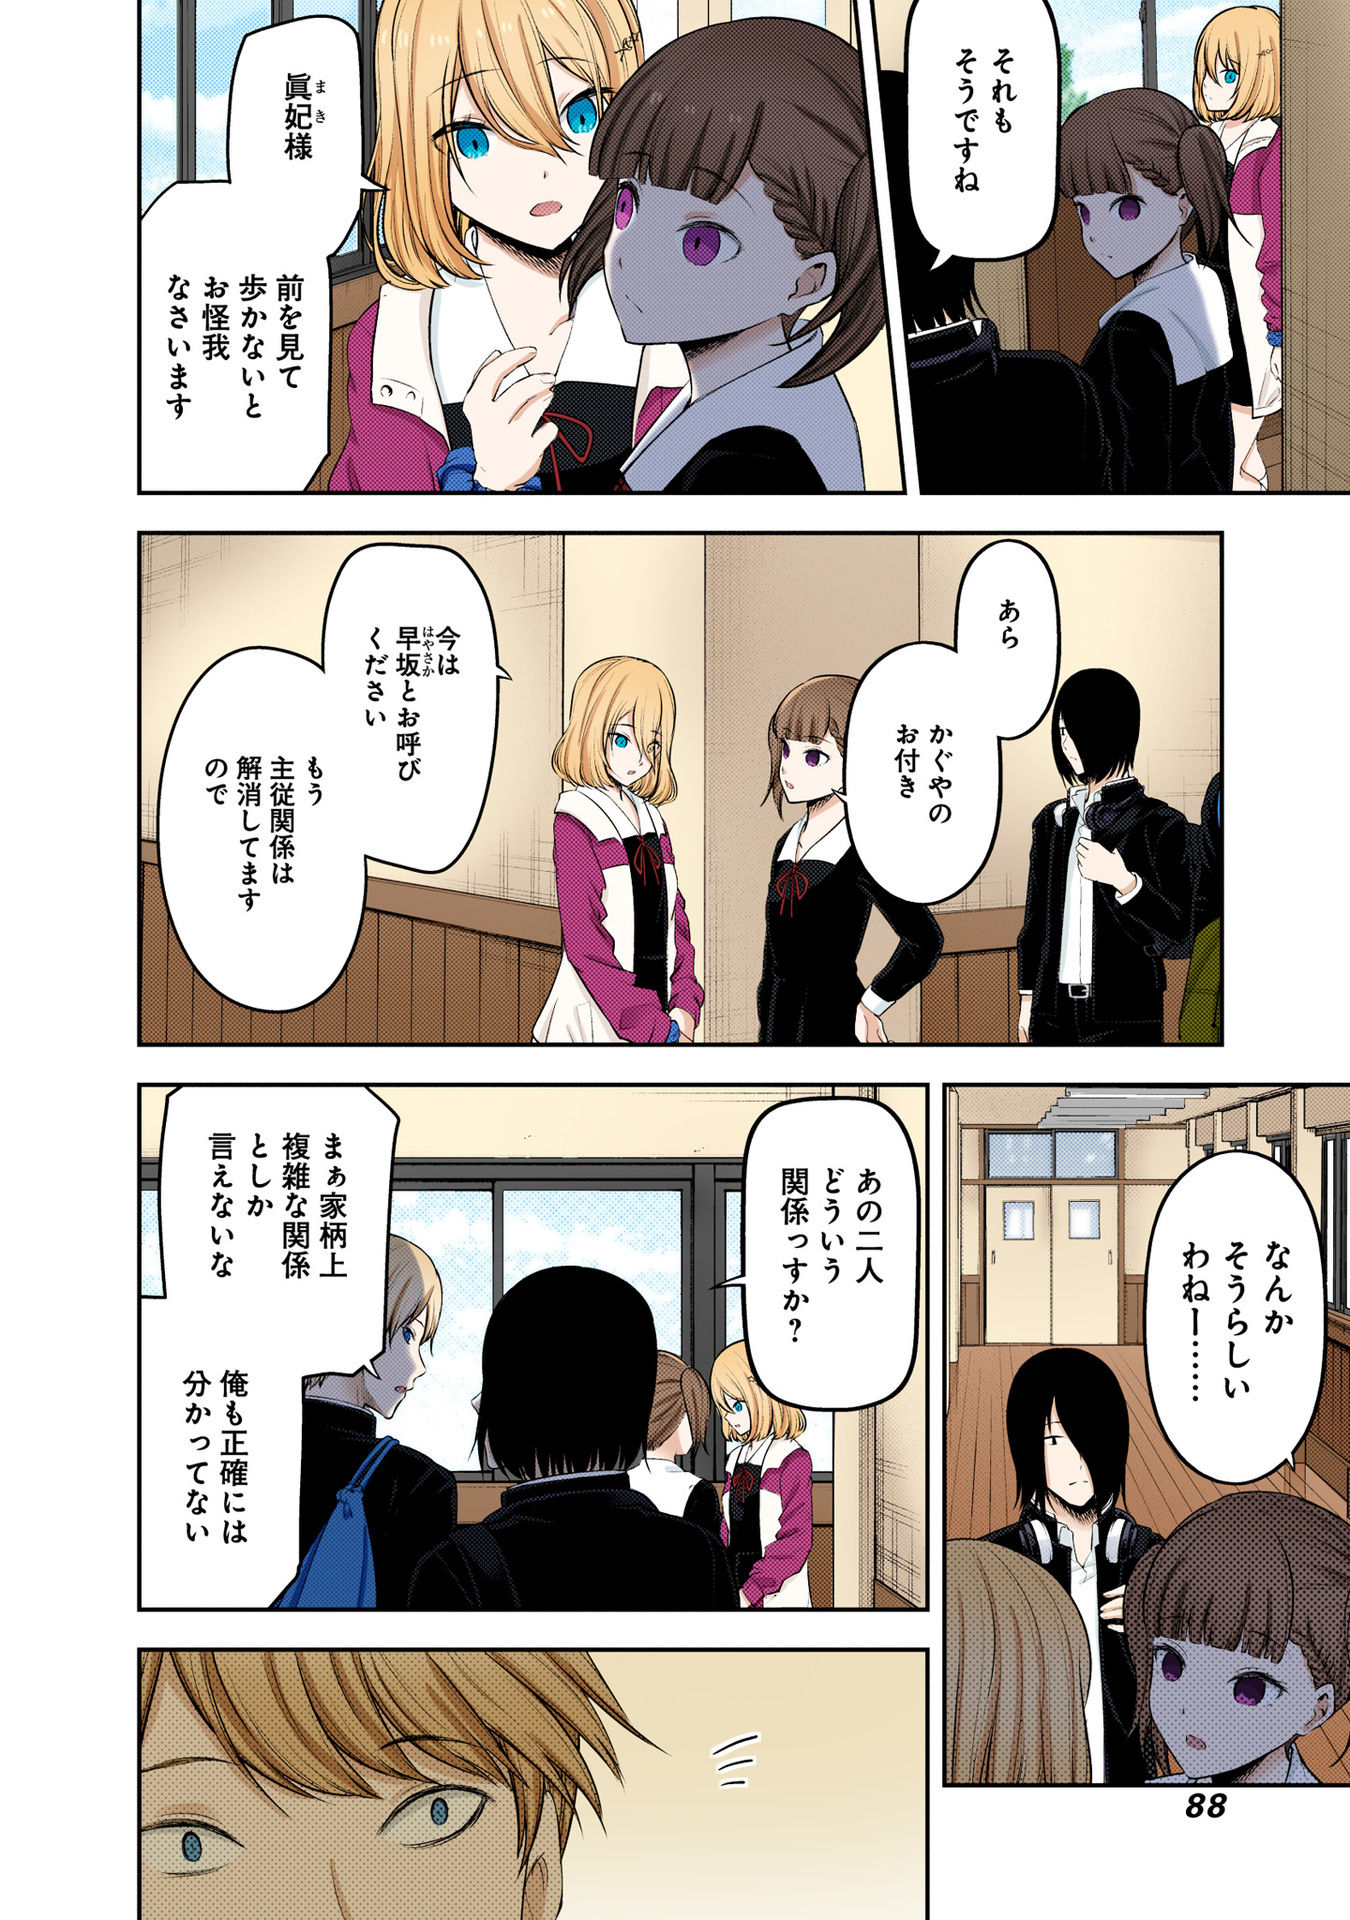 それも
そうですね
眞妃様
まき
前を見て
歩かないと
お怪我
なさいます
あら
かぐやの
お付き
今は
早坂とお呼び
はやさか
ください
もう
主従関係は
解消してます
ので
なんか
そうらしい
わねー……
あの二人
どういう
関係っすか?
まぁ家柄上
複雑な関係
としか
言えないな
俺も正確には
分かってない
88